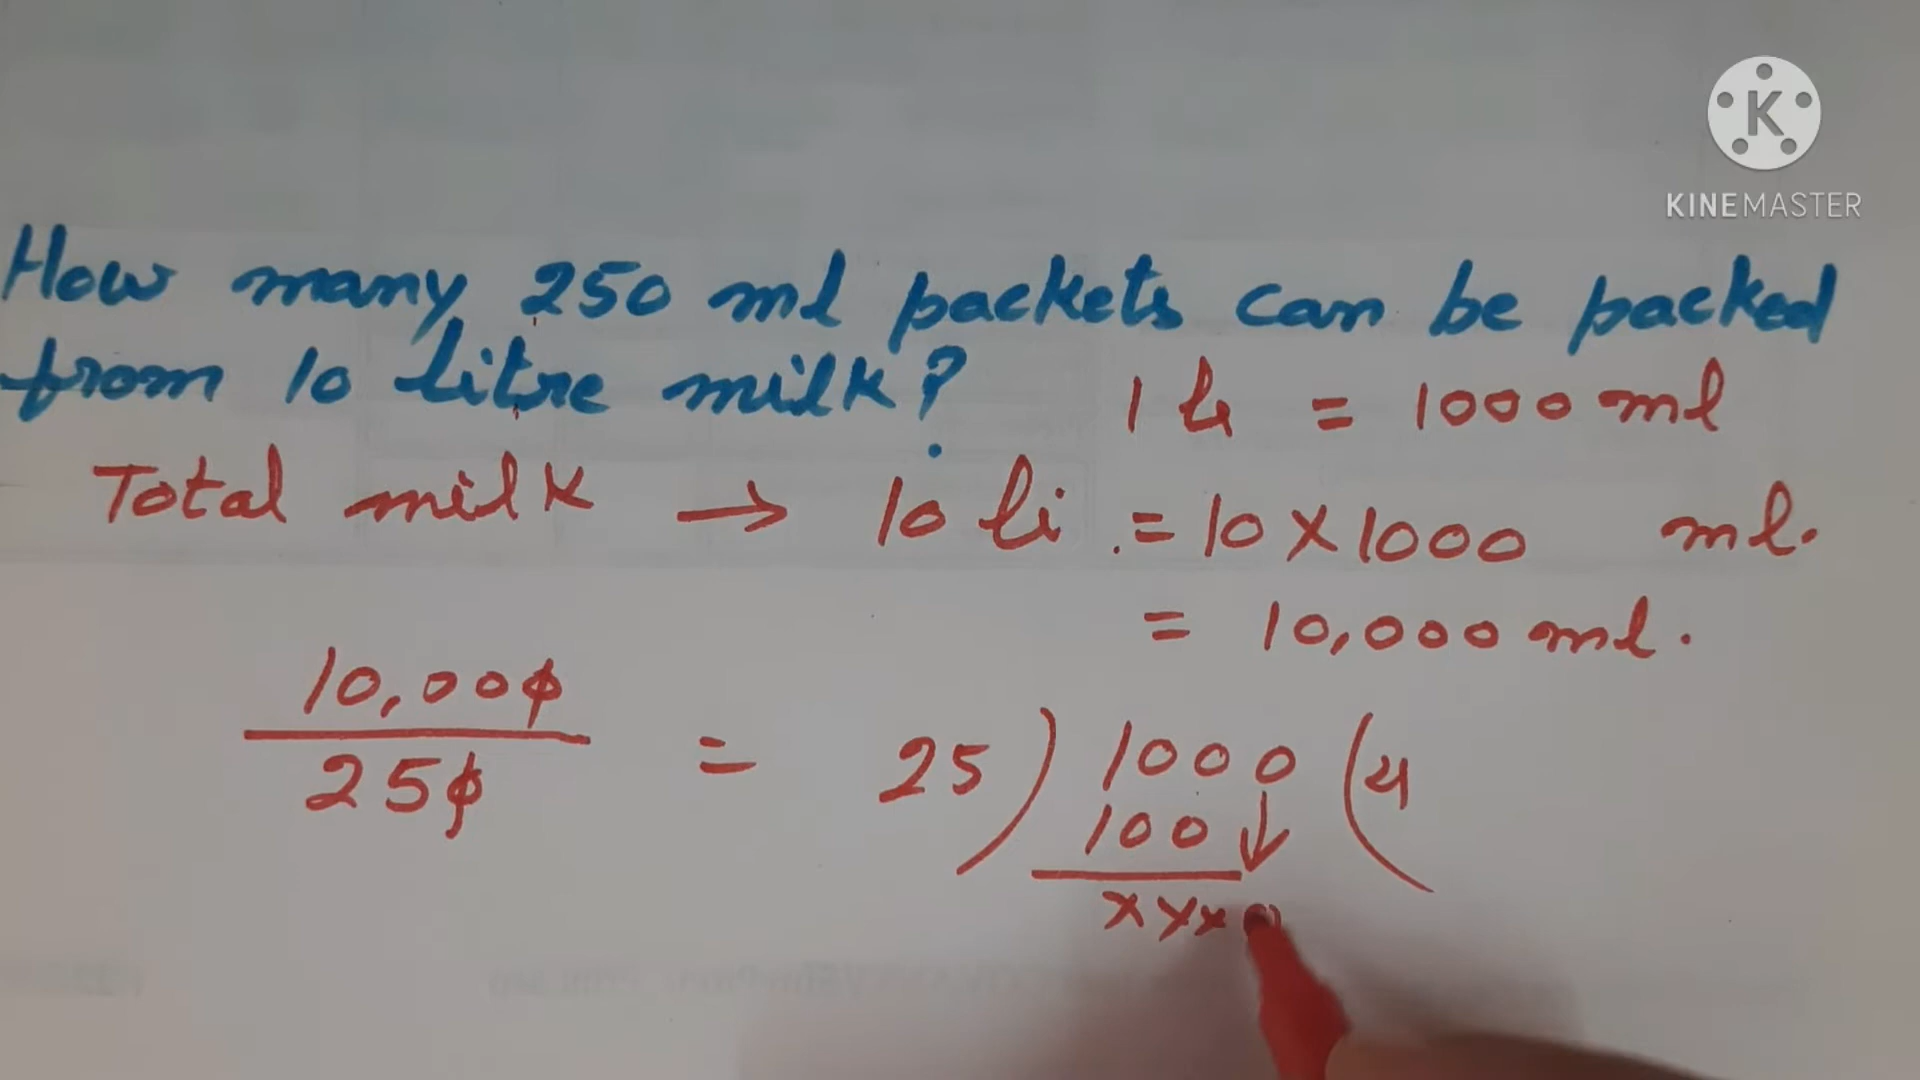 KINEMASTER
How many 250 ml packets can be packed
from 10 litre milk?
1 li = 1000 ml
Total milk → 10 li = 10 X 1000 ml.
= 10,000 ml.
10,000
250
= 25 ) 1000 ( 4
100 ↓
x x x 0